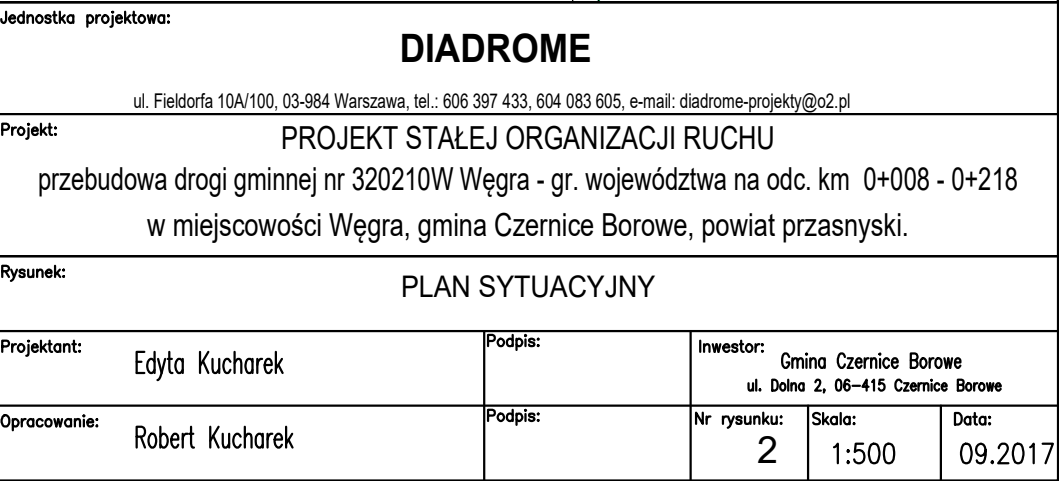 Jednostka projektowa:
DIADROME
ul. Fieldorfa 10A/100, 03-984 Warszawa, tel.: 606 397 433, 604 083 605, e-mail: diadrome-projekty@o2.pl
Projekt:
PROJEKT STAŁEJ ORGANIZACJI RUCHU
przebudowa drogi gminnej nr 320210W Węgra - gr. województwa na odc. km 0+008 - 0+218
w miejscowości Węgra, gmina Czernice Borowe, powiat przasnyski.
Rysunek:
PLAN SYTUACYJNY
Projektant:
Edyta Kucharek
Podpis:
Inwestor:
Gmina Czernice Borowe
ul. Dolna 2, 06-415 Czernice Borowe
Opracowanie:
Robert Kucharek
Podpis:
Nr rysunku:
2
Skala:
1:500
Data:
09.2017